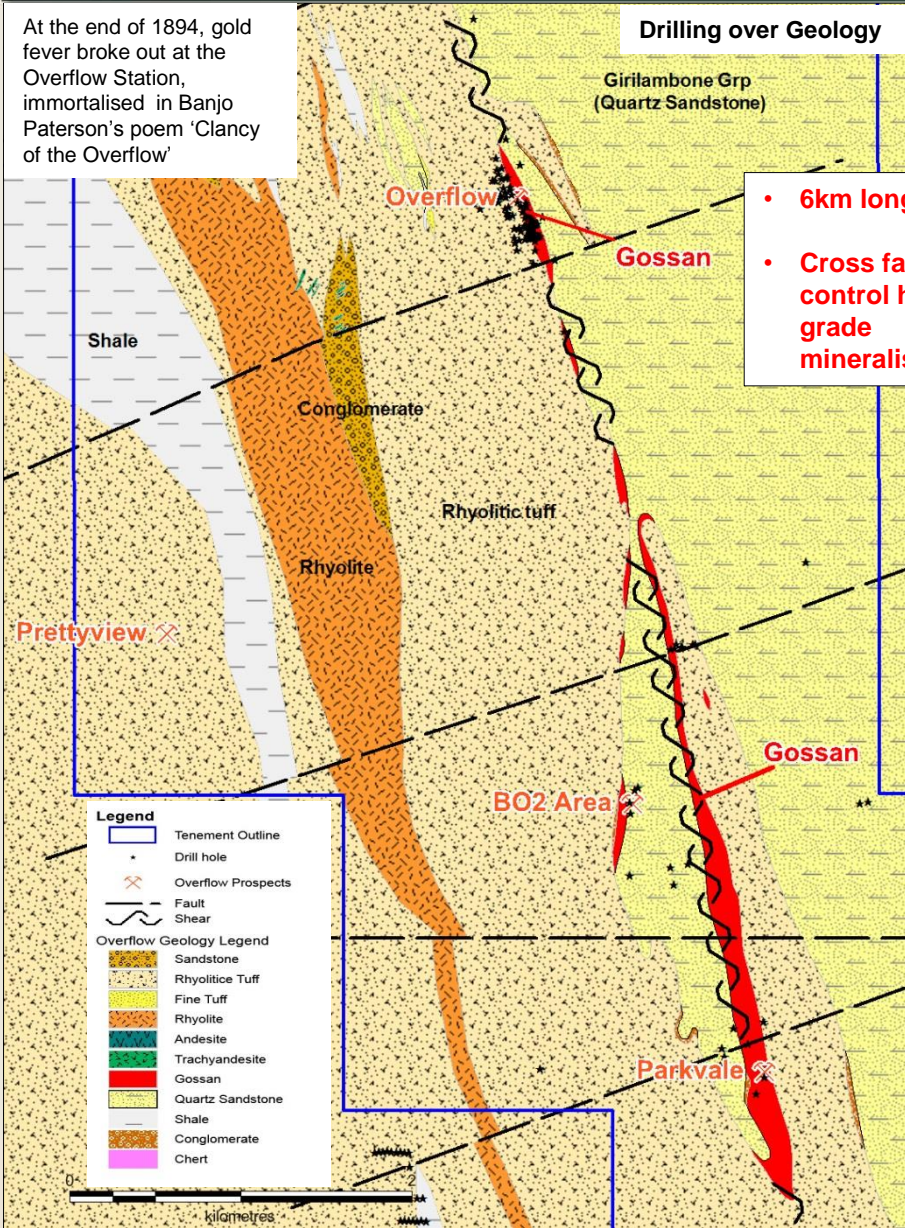 At the end of 1894, gold
fever broke out at the
Overflow Station,
immortalised in Banjo
Paterson's poem 'Clancy
of the Overflow'
Drilling over Geology
Girilambone Grp
(Quartz Sandstone)
Overflow
• 6km long
Gossan
• Cross fa
control h
grade
mineralis
Shale
Conglomerate
Rhyolitic tuff
Rhyolite
Prettyview
Gossan
BO2 Area
Parkvale
Legend
Tenement Outline
Drill hole
Overflow Prospects
Fault
Shear
Overflow Geology Legend
Sandstone
Rhyolitice Tuff
Fine Tuff
Rhyolite
Andesite
Trachyandesite
Gossan
Quartz Sandstone
Shale
Conglomerate
Chert
0 2
kilometres